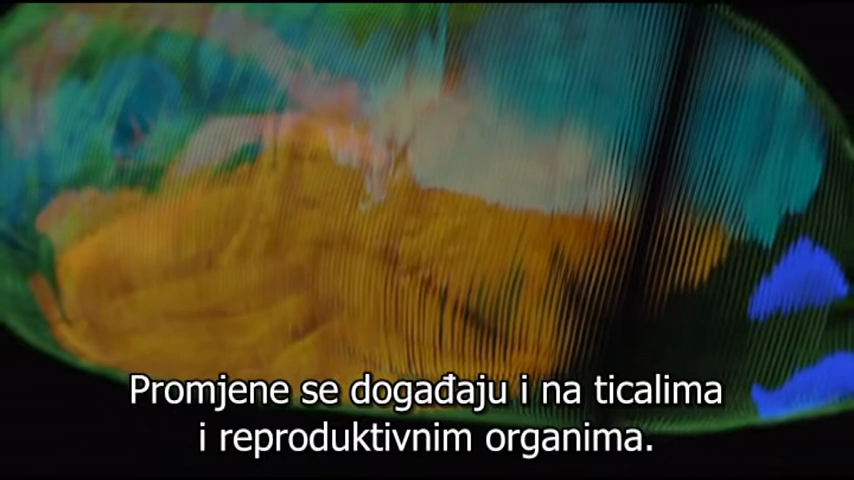 Promjene se događaju i na ticalima
i reproduktivnim organima.